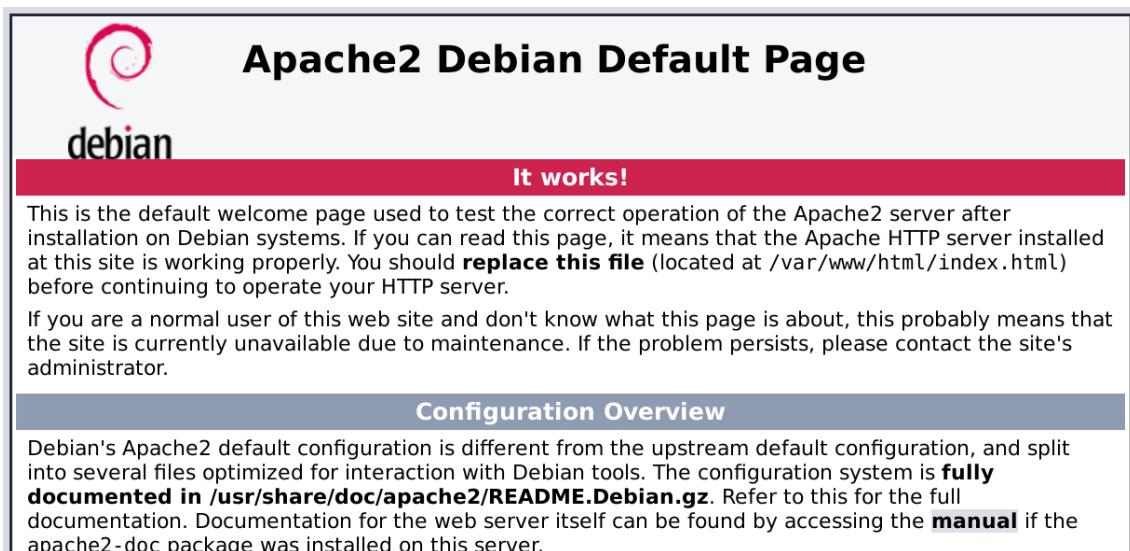 debian
Apache2 Debian Default Page
It works!
This is the default welcome page used to test the correct operation of the Apache2 server after
installation on Debian systems. If you can read this page, it means that the Apache HTTP server installed
at this site is working properly. You should replace this file (located at /var/www/html/index.html)
before continuing to operate your HTTP server.
If you are a normal user of this web site and don't know what this page is about, this probably means that
the site is currently unavailable due to maintenance. If the problem persists, please contact the site's
administrator.
Configuration Overview
Debian's Apache2 default configuration is different from the upstream default configuration, and split
into several files optimized for interaction with Debian tools. The configuration system is fully
documented in /usr/share/doc/apache2/README.Debian.gz. Refer to this for the full
documentation. Documentation for the web server itself can be found by accessing the manual if the
apache2-doc package was installed on this server.